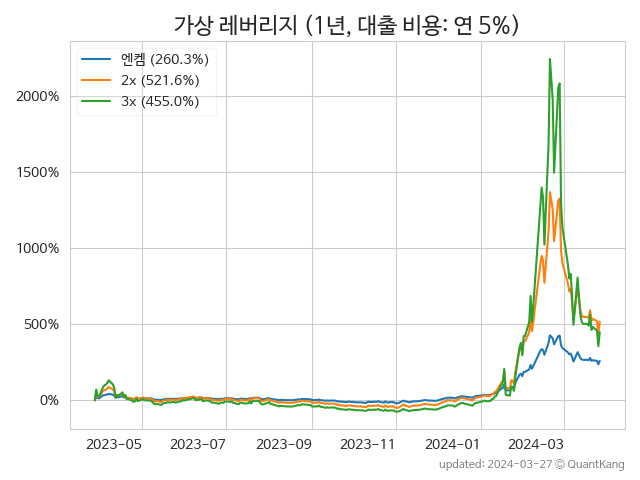 가상 레버리지 (1년, 대출 비용: 연 5%)
엔켐 (260.3%)
2x (521.6%)
3x (455.0%)
2000%
1500%
1000%
500%
0%
2023-05 2023-07 2023-09 2023-11 2024-01 2024-03
updated: 2024-03-27 © QuantKang